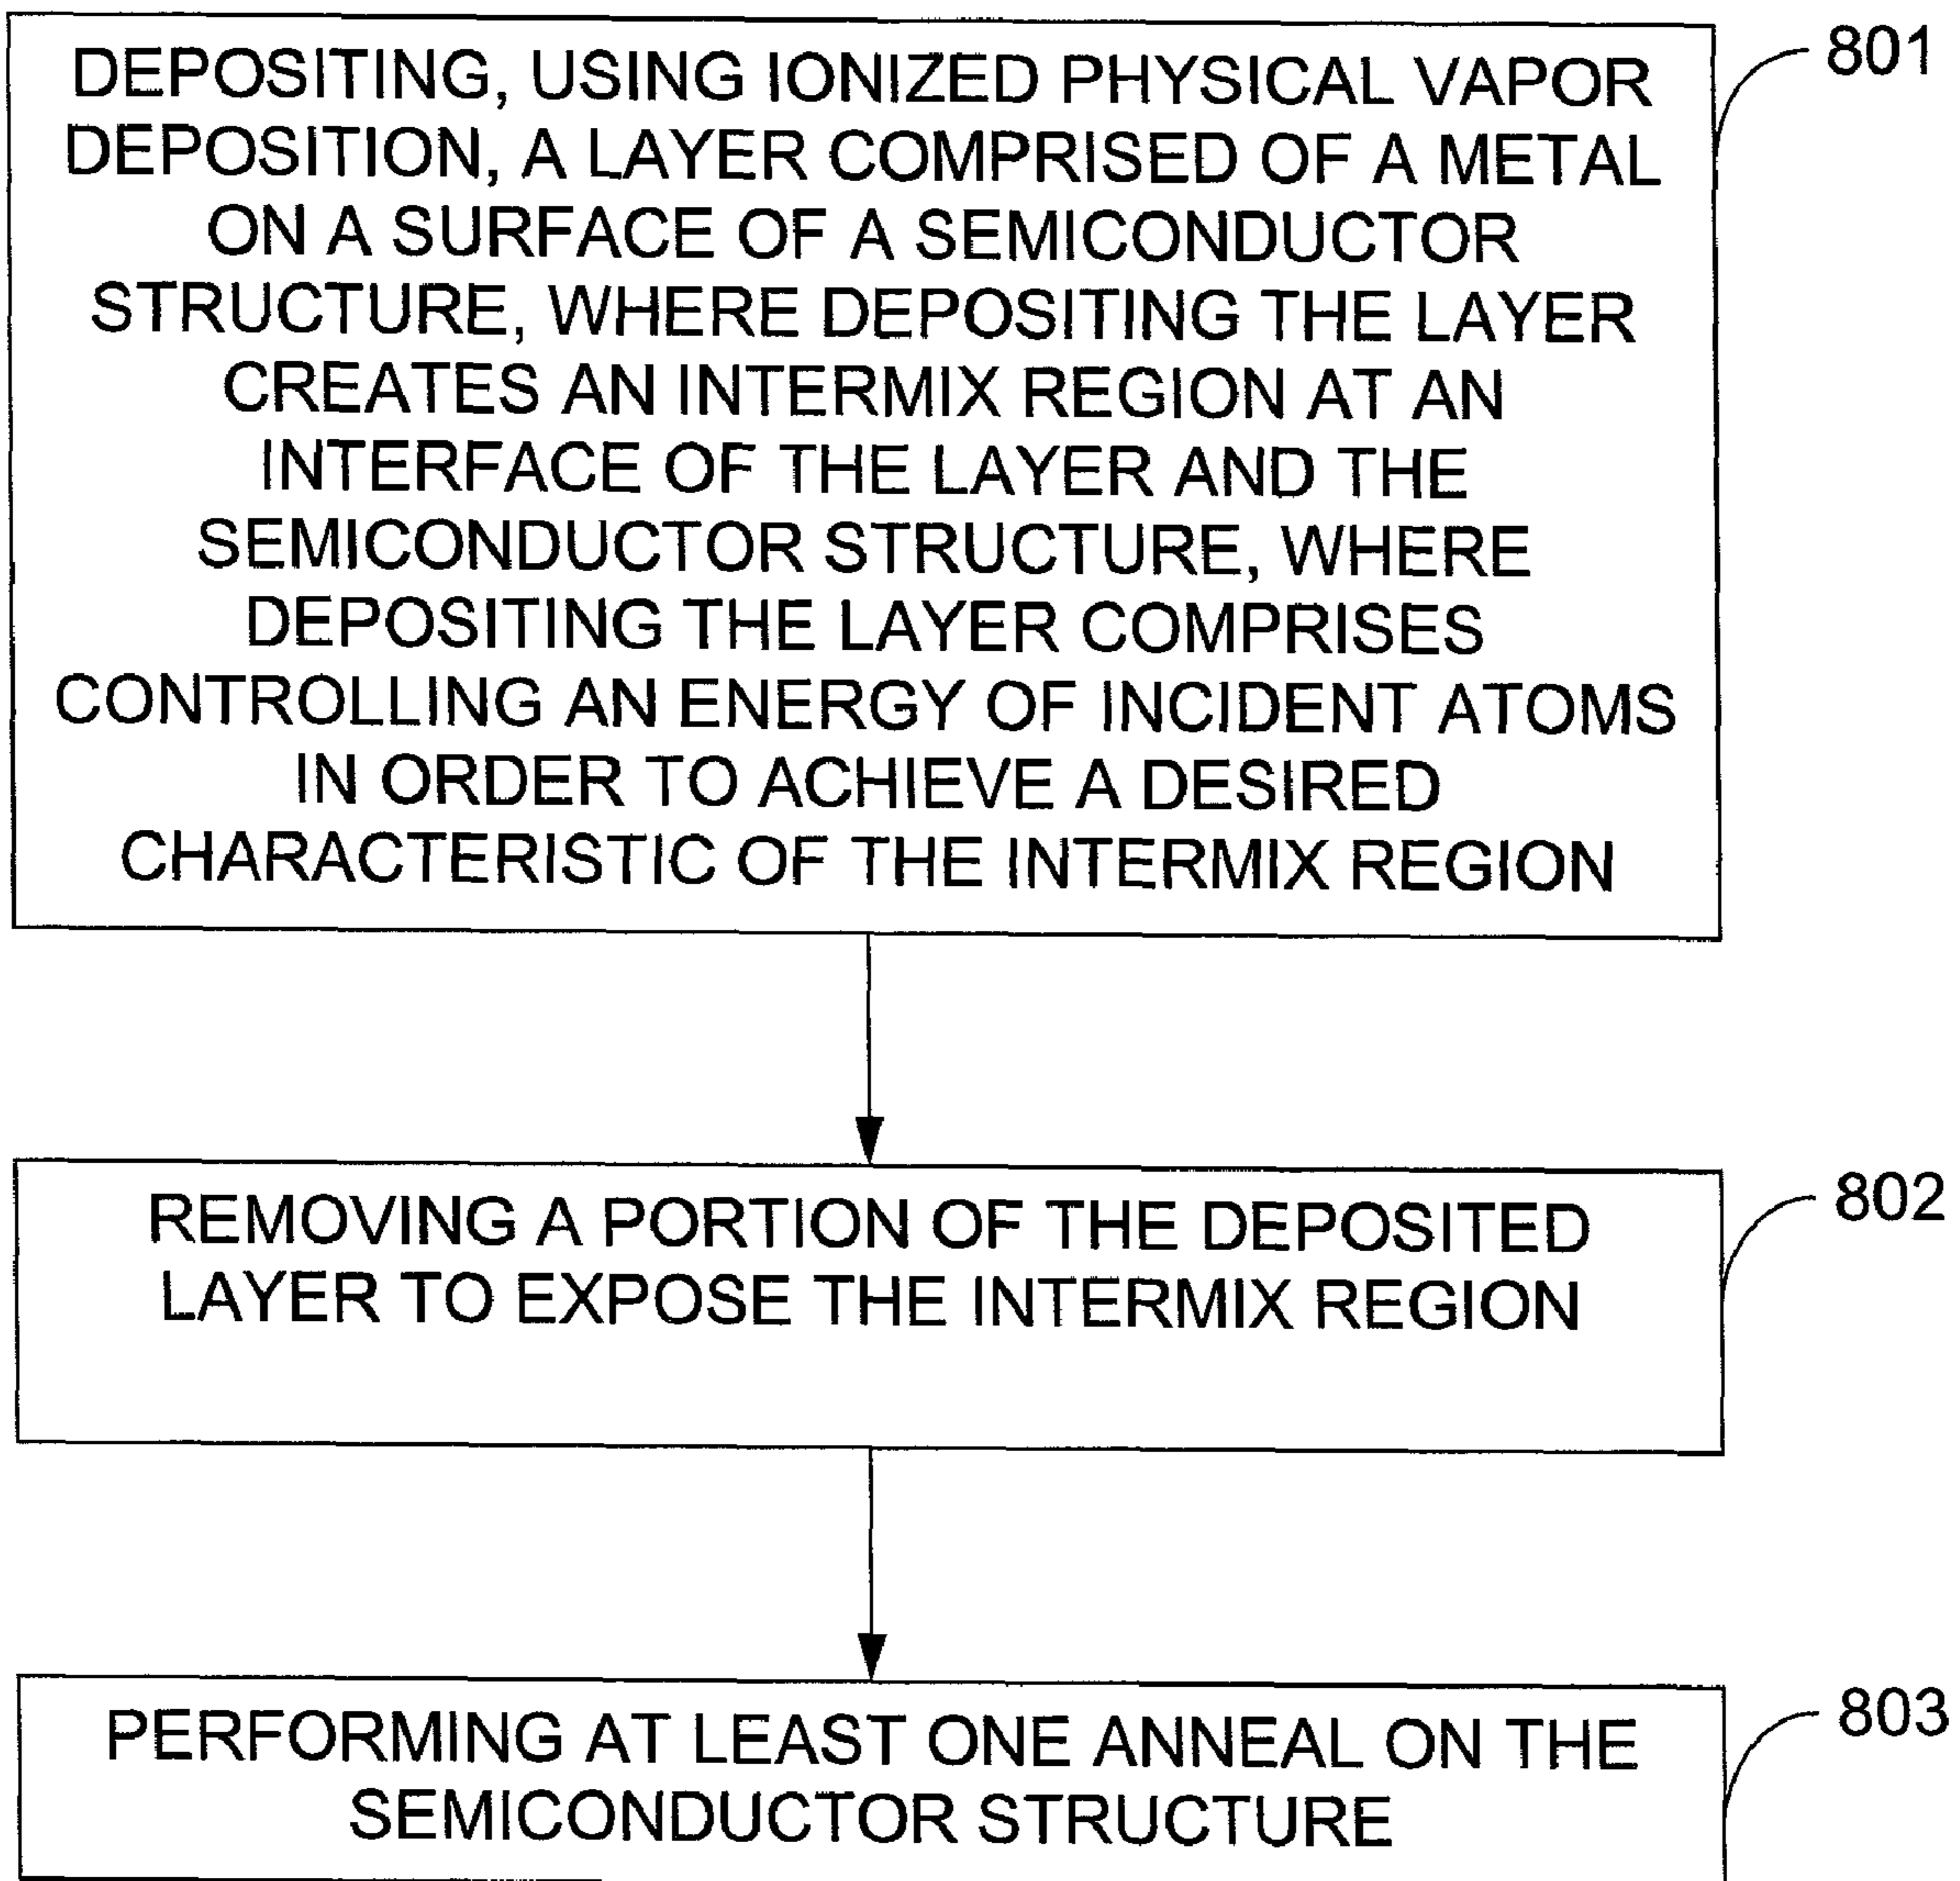 DEPOSITING, USING IONIZED PHYSICAL VAPOR
DEPOSITION, A LAYER COMPRISED OF A METAL
ON A SURFACE OF A SEMICONDUCTOR
STRUCTURE, WHERE DEPOSITING THE LAYER
CREATES AN INTERMIX REGION AT AN
INTERFACE OF THE LAYER AND THE
SEMICONDUCTOR STRUCTURE, WHERE
DEPOSITING THE LAYER COMPRISES
CONTROLLING AN ENERGY OF INCIDENT ATOMS
IN ORDER TO ACHIEVE A DESIRED
CHARACTERISTIC OF THE INTERMIX REGION
801
REMOVING A PORTION OF THE DEPOSITED
LAYER TO EXPOSE THE INTERMIX REGION
802
PERFORMING AT LEAST ONE ANNEAL ON THE
SEMICONDUCTOR STRUCTURE
803